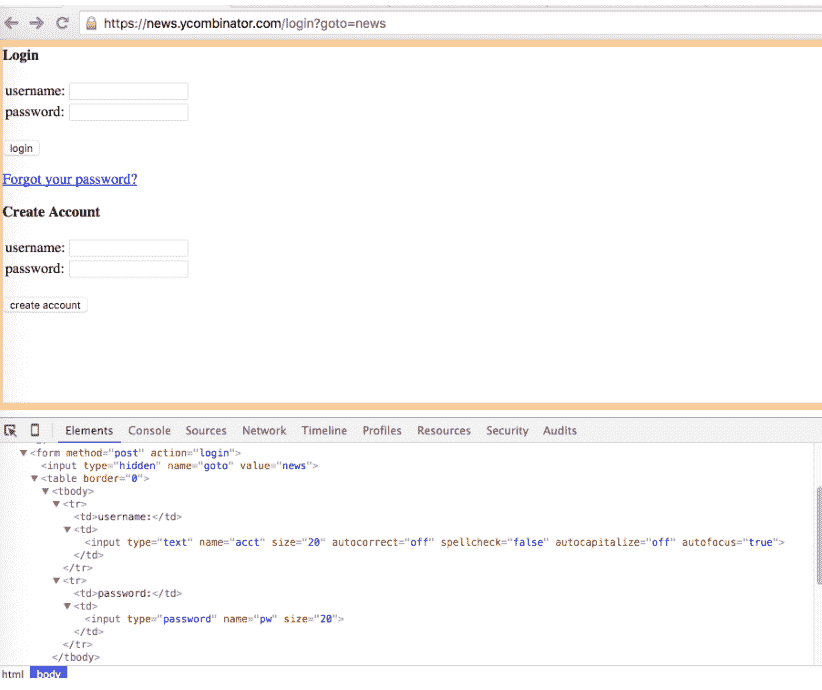 https://news.ycombinator.com/login?goto=news
Login
username:
password:
login
Forgot your password?
Create Account
username:
password:
create account
Elements Console Sources Network Timeline Profiles Resources Security Audits
<form method="post" action="login">
<input type="hidden" name="goto" value="news">
<table border="0">
<tbody>
<tr>
<td>username:</td>
<td>
<input type="text" name="acct" size="20" autocorrect="off" spellcheck="false" autocapitalize="off" autofocus="true">
</td>
</tr>
<tr>
<td>password:</td>
<td>
<input type="password" name="pw" size="20">
</td>
</tr>
</tbody>
html body